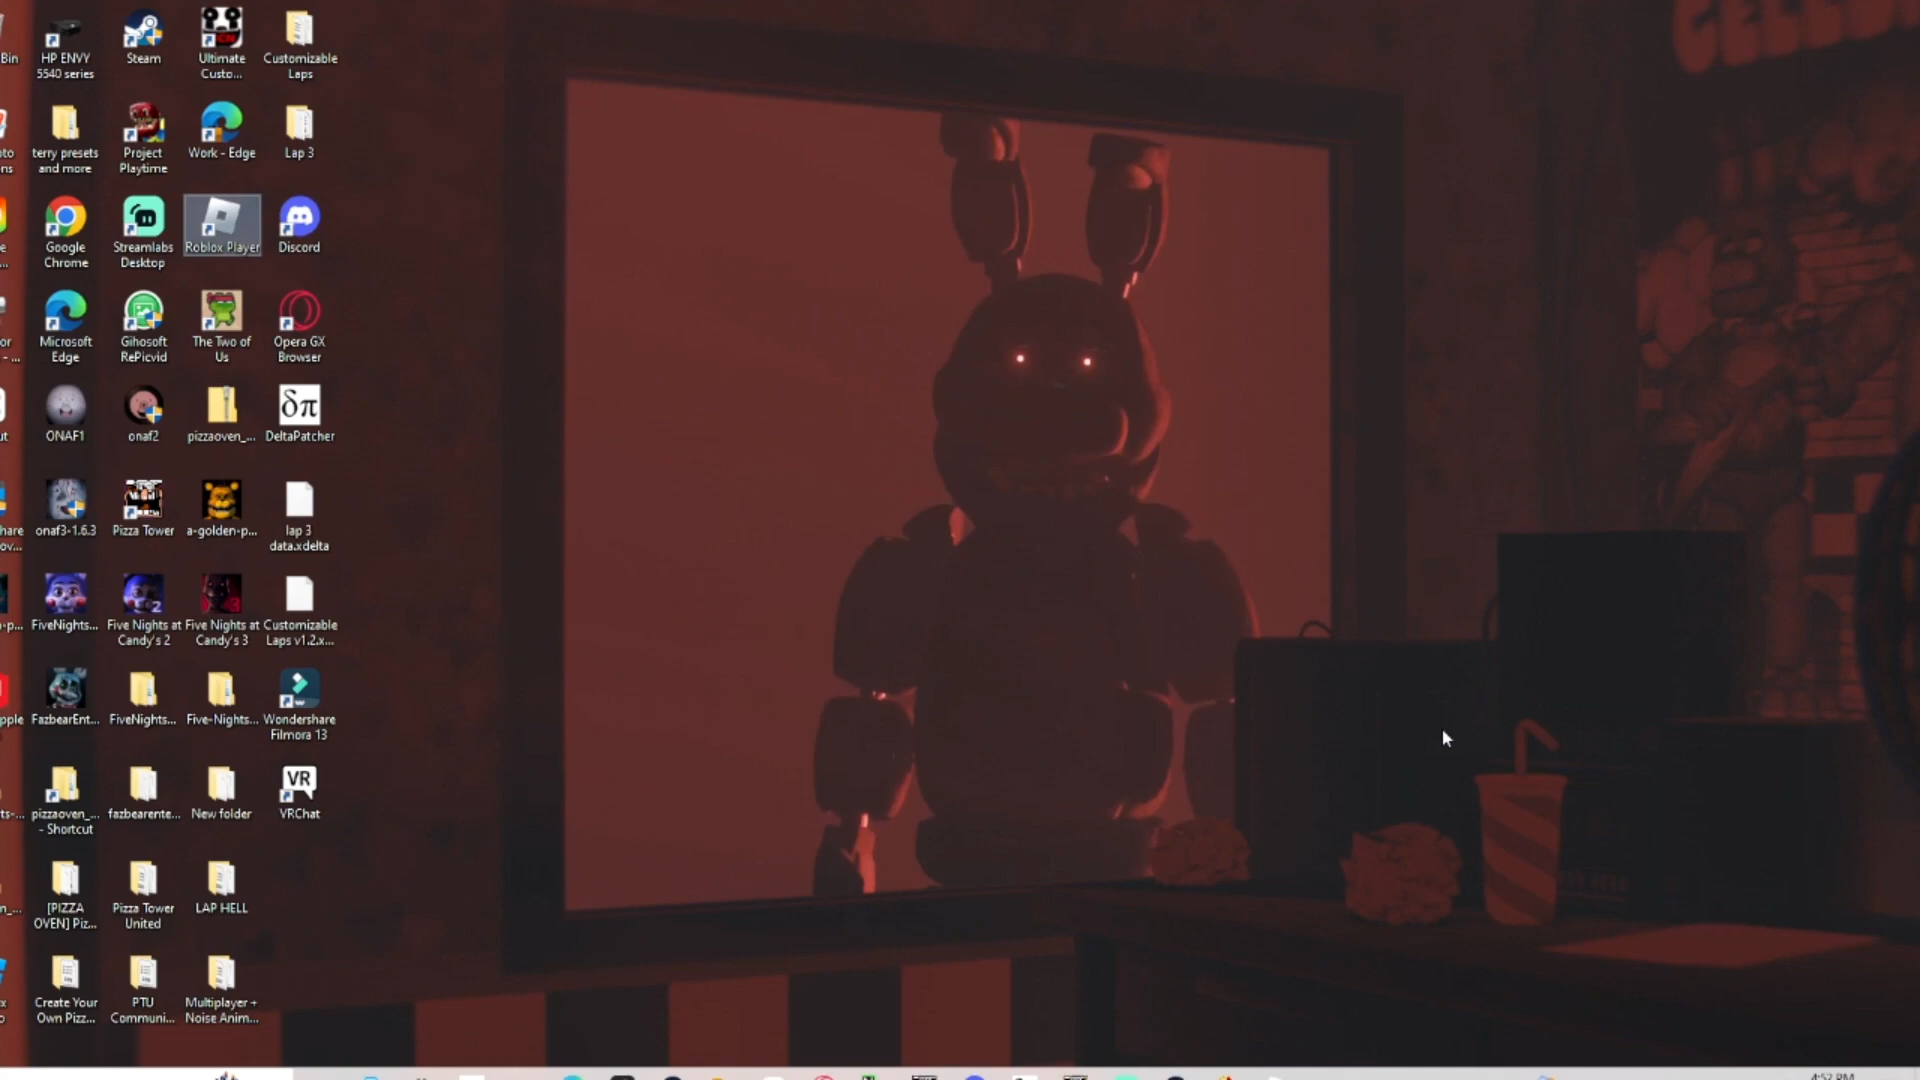 Bin
HP ENVY
5540 series
Steam
Ultimate
Custo...
Customizable
Laps
terry presets
and more
Project
Playtime
Work - Edge
Lap 3
Google
Chrome
Streamlabs
Desktop
Roblox Player
Discord
Microsoft
Edge
Gihosoft
RePicvid
The Two of
Us
Opera GX
Browser
ONAF1
onaf2
pizzaoven_...
δπ
DeltaPatcher
onaf3-1.6.3
Pizza Tower
a-golden-p...
lap 3
data.xdelta
FiveNights...
Five Nights at
Candy's 2
Five Nights at
Candy's 3
Customizable
Laps v1.2.x...
FazbearEnt...
FiveNights...
Five-Nights...
Wondershare
Filmora 13
pizzaoven_...
- Shortcut
fazbearente...
New folder
VR
VRChat
[PIZZA
OVEN] Piz...
Pizza Tower
United
LAP HELL
Create Your
Own Pizz...
PTU
Communi...
Multiplayer +
Noise Anim...
4:52 PM